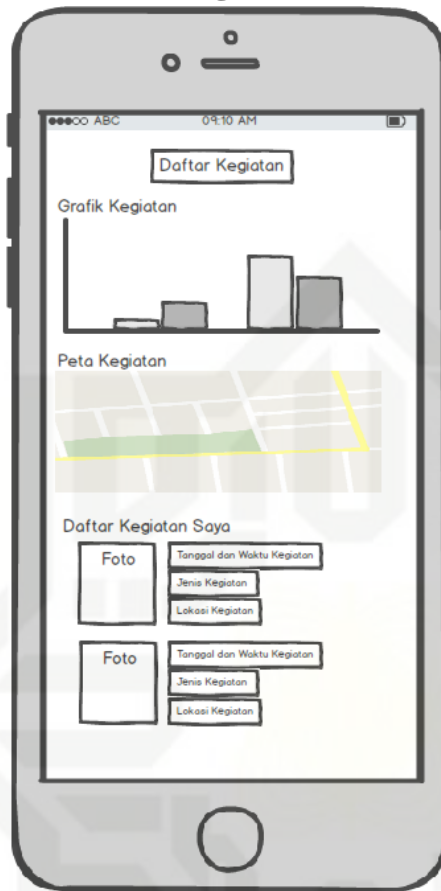 ABC 09:10 AM
Daftar Kegiatan
Grafik Kegiatan
Peta Kegiatan
Daftar Kegiatan Saya
Foto
Tanggal dan Waktu Kegiatan
Jenis Kegiatan
Lokasi Kegiatan
Foto
Tanggal dan Waktu Kegiatan
Jenis Kegiatan
Lokasi Kegiatan